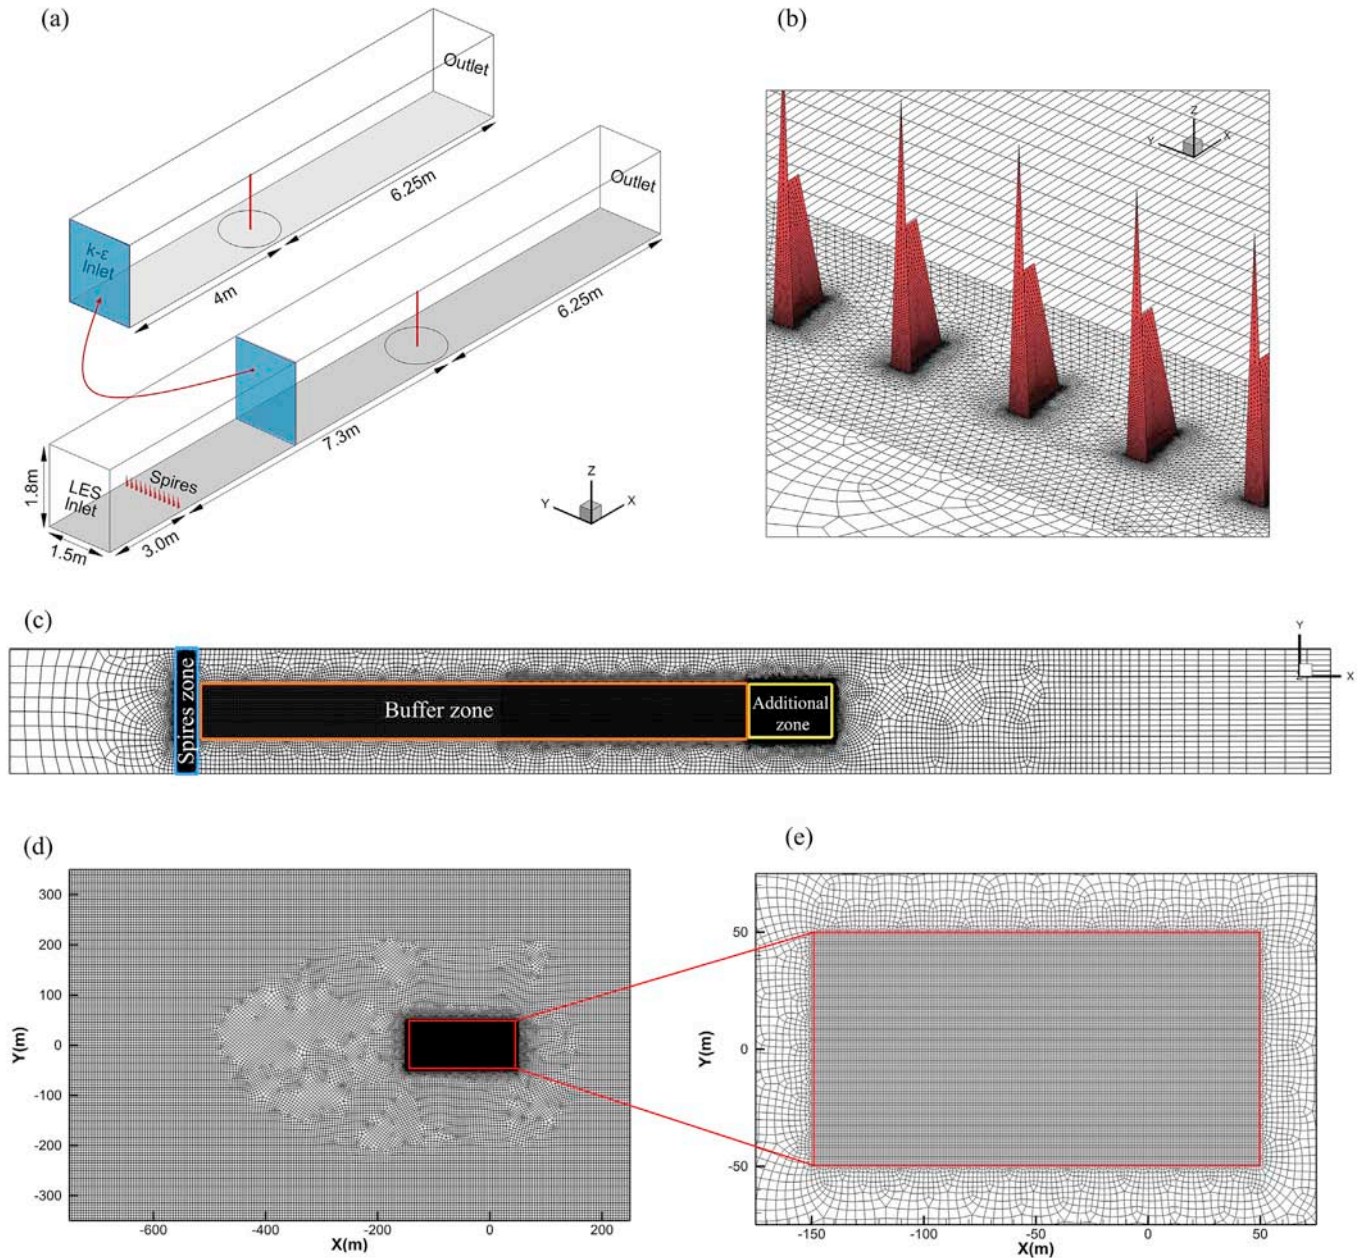 (a)
Outlet
6.25m
k-ε
Inlet
4m
Outlet
6.25m
7.3m
1.8m
LES
Inlet
Spires
1.5m
3.0m
Z
Y
X
(b)
Z
Y
X
(c)
Spires zone
Buffer zone
Additional
zone
Y
X
(d)
Y(m)
300
200
100
0
-100
-200
-300
-600
-400
-200
0
200
X(m)
(e)
Y(m)
50
0
-50
-150
-100
-50
0
50
X(m)